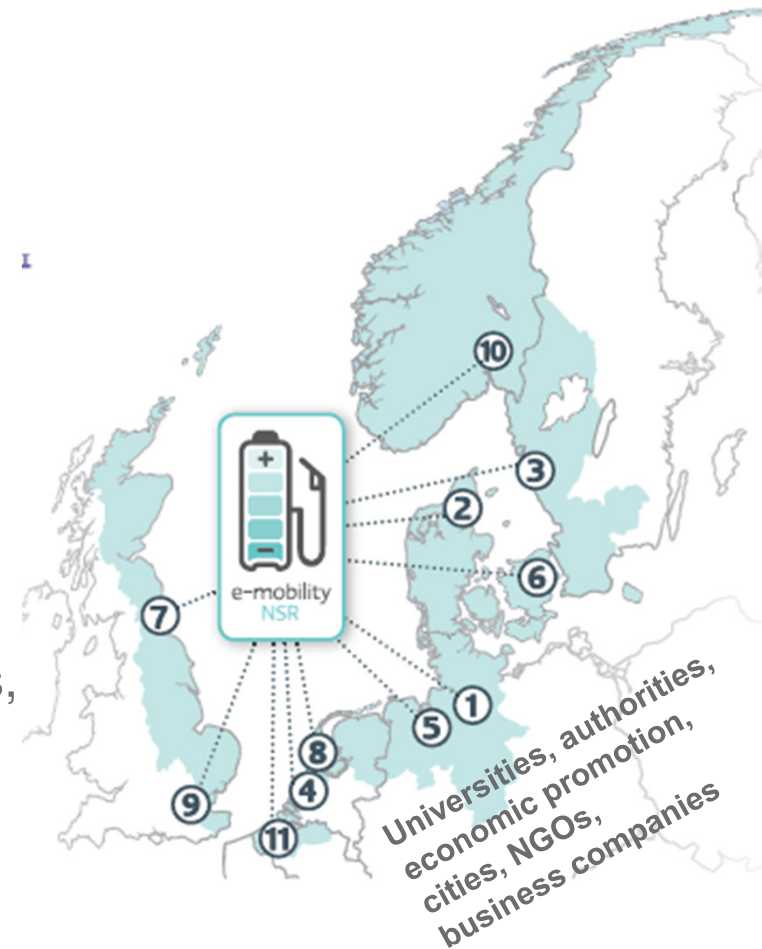 I
10
+
3
2
−
e-mobility
NSR
6
7
s,
1
5
8
4
9
11
Universities, authorities,
economic promotion,
cities, NGOs,
business companies